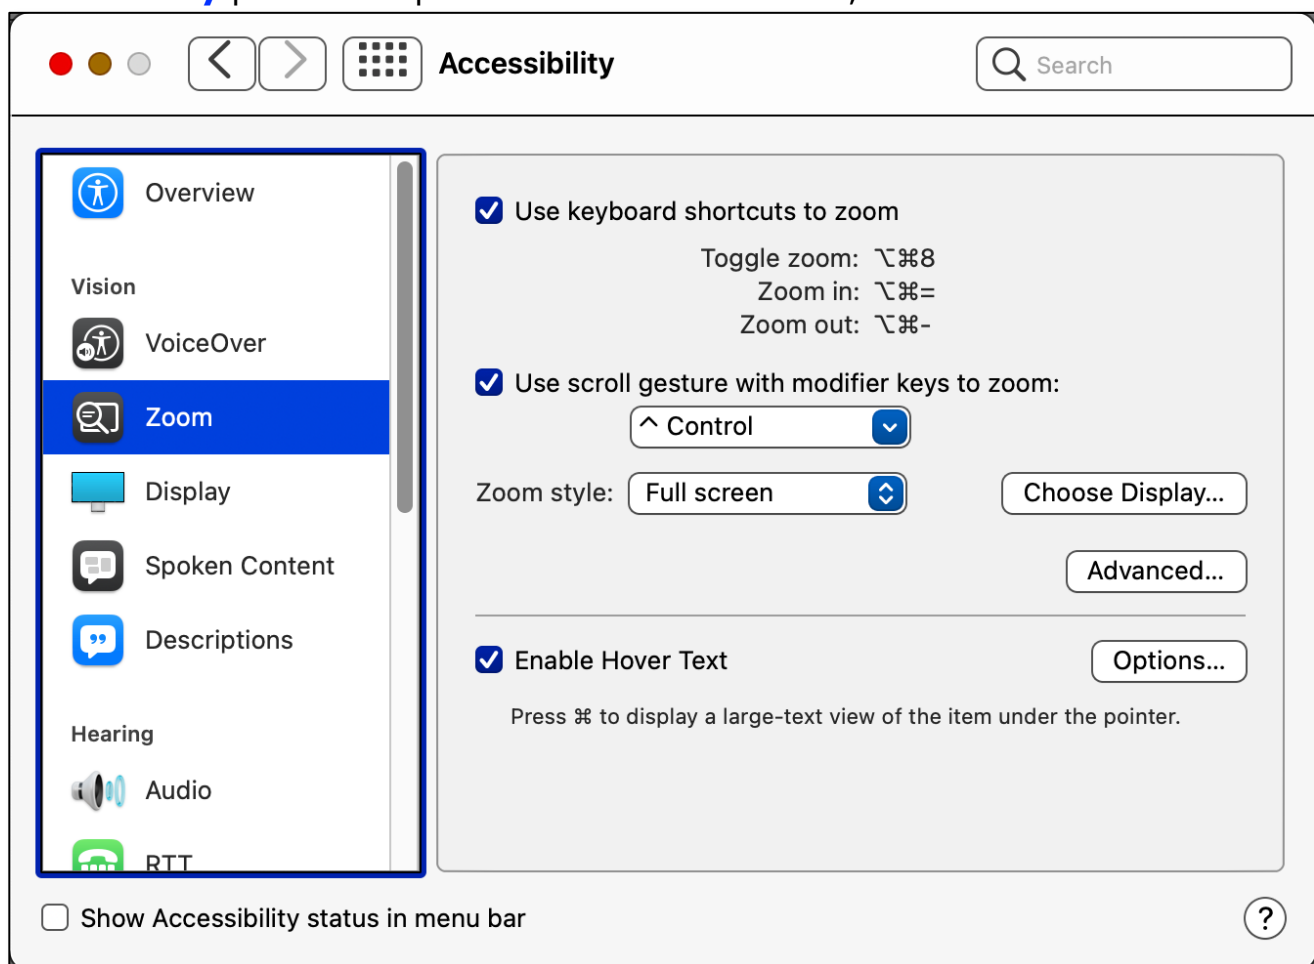 Accessibility
Search
Overview
Vision
VoiceOver
Zoom
Display
Spoken Content
Descriptions
Hearing
Audio
RTT
Use keyboard shortcuts to zoom
Toggle zoom: ⌥⌘8
Zoom in: ⌥⌘=
Zoom out: ⌥⌘-
Use scroll gesture with modifier keys to zoom:
^ Control
Zoom style: Full screen
Choose Display...
Advanced...
Enable Hover Text
Options...
Press ⌘ to display a large-text view of the item under the pointer.
Show Accessibility status in menu bar
?